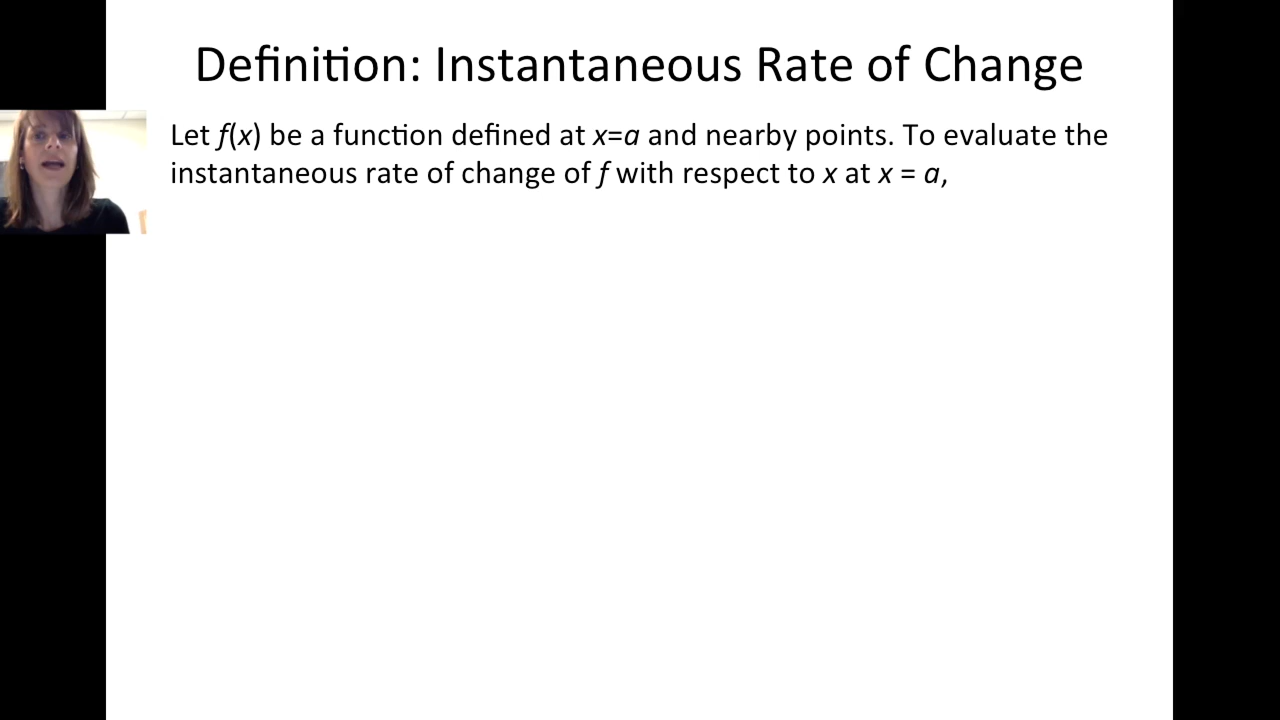 Definition: Instantaneous Rate of Change
Let f(x) be a function defined at x=a and nearby points. To evaluate the
instantaneous rate of change of f with respect to x at x = a,